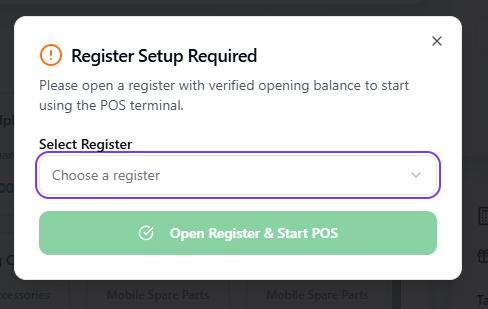 Register Setup Required
Please open a register with verified opening balance to start
using the POS terminal.
Select Register
Choose a register
Open Register & Start POS
Mobile Spare Parts
Mobile Spare Parts